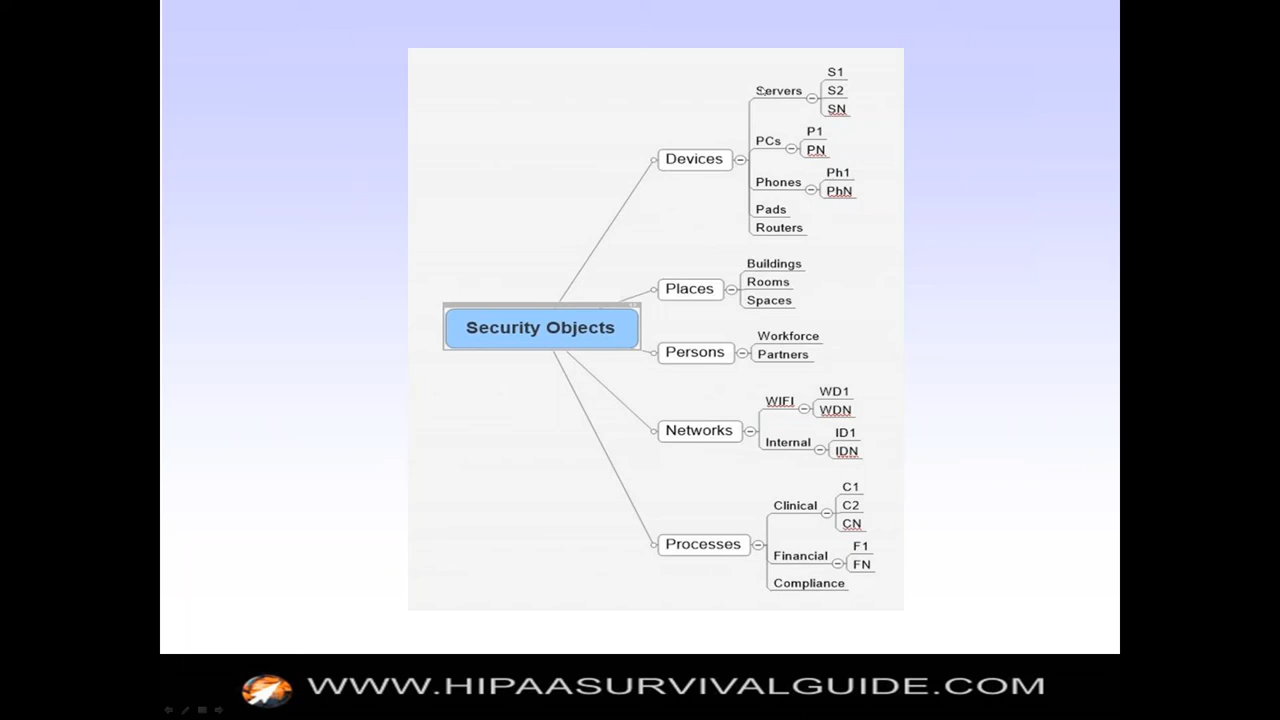 Security Objects
Devices
Servers
S1
S2
SN
PCs
P1
PN
Phones
Ph1
PhN
Pads
Routers
Places
Buildings
Rooms
Spaces
Persons
Workforce
Partners
Networks
WIFI
WD1
WDN
Internal
ID1
IDN
Processes
Clinical
C1
C2
CN
Financial
F1
FN
Compliance
WWW.HIPAASURVIVALGUIDE.COM